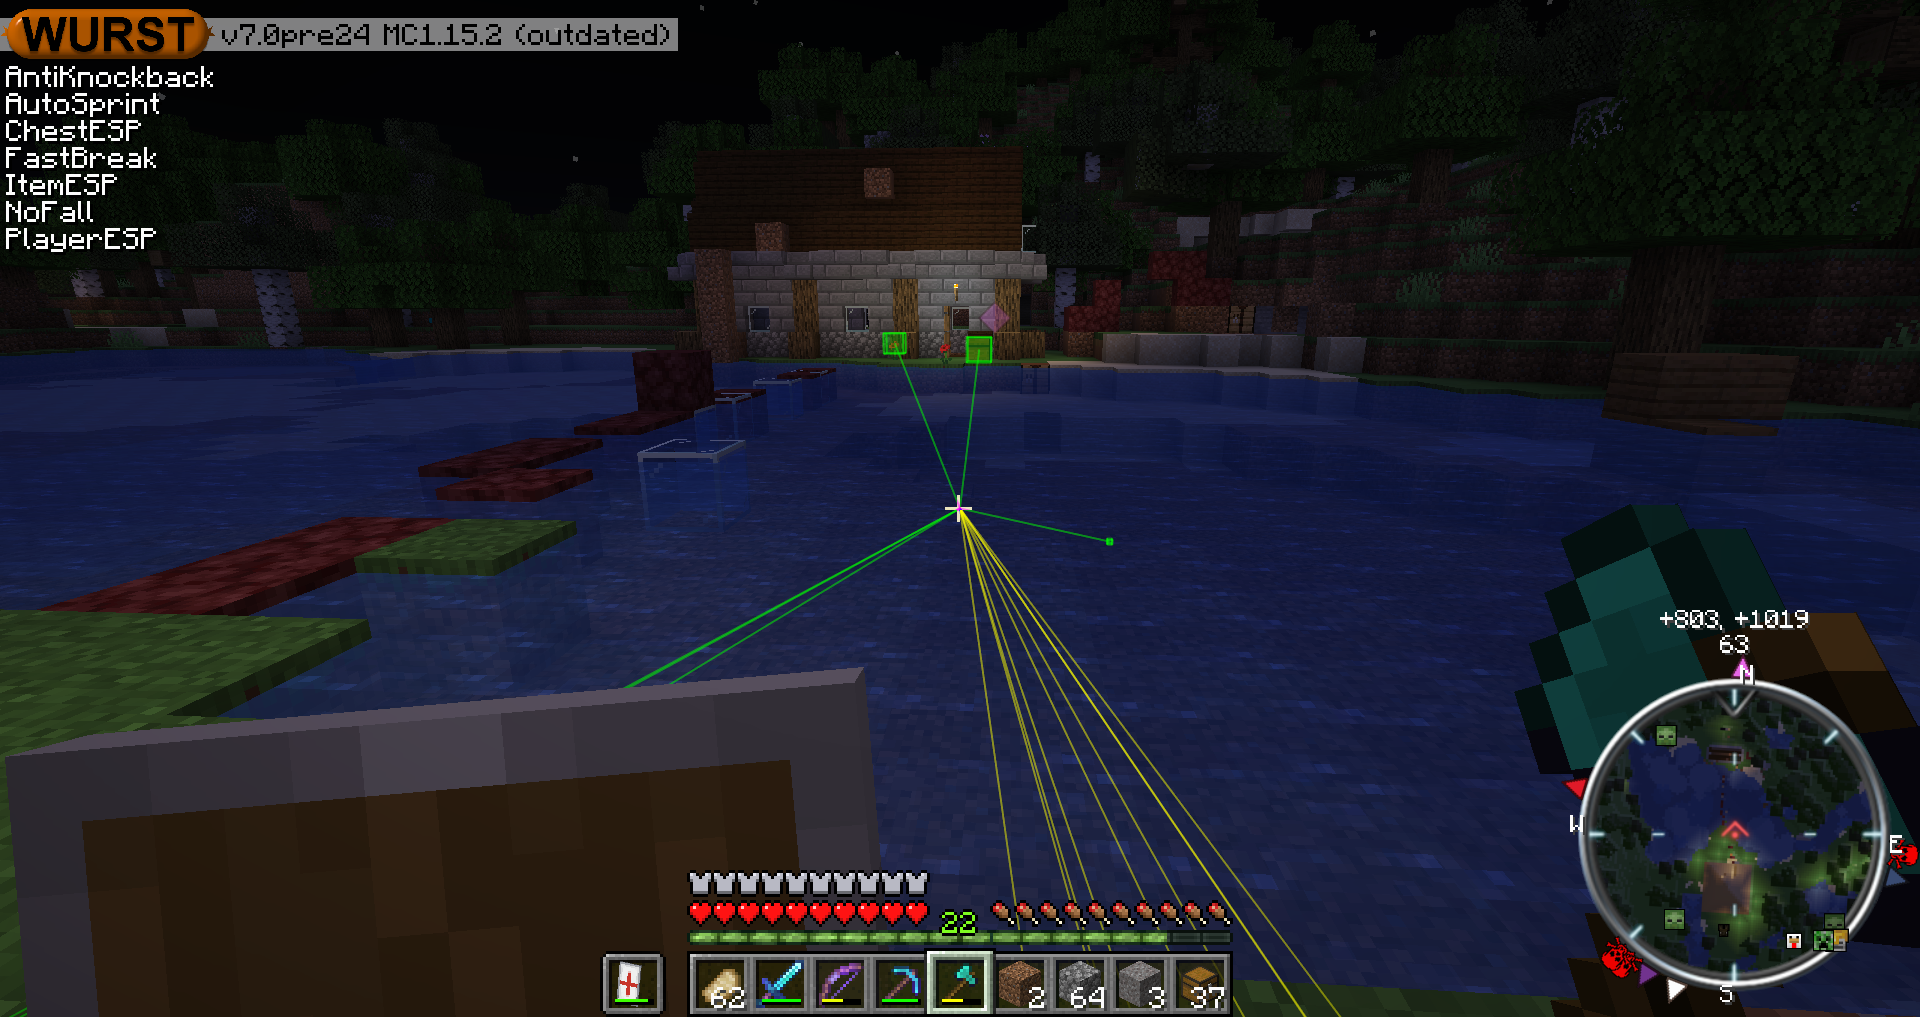 WURST v7.0pre24 MC1.15.2 (outdated)
AntiKnockback
AutoSprint
ChestESP
FastBreak
ItemESP
NoFall
PlayerESP
+803, +1019
63
N
W
E
S
22
62
2
64
3
37